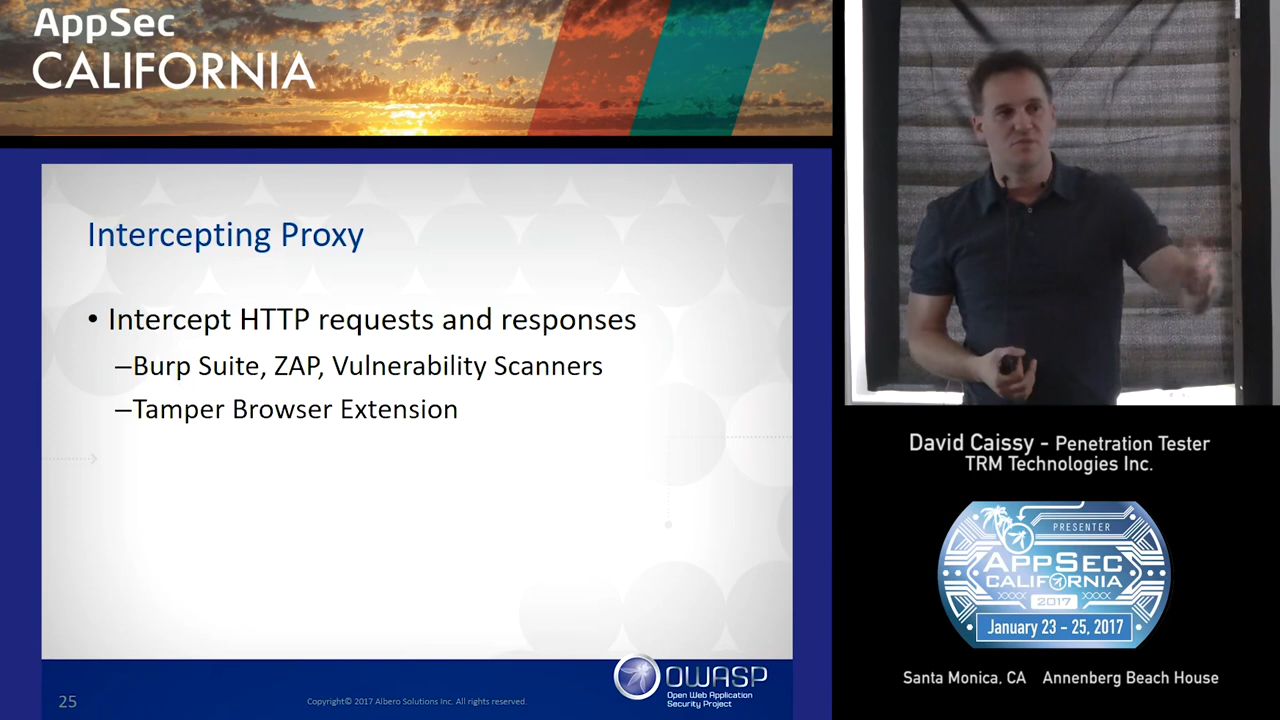 AppSec
CALIFORNIA
Intercepting Proxy
• Intercept HTTP requests and responses
–Burp Suite, ZAP, Vulnerability Scanners
–Tamper Browser Extension
25
Copyright© 2017 Albero Solutions Inc. All rights reserved.
OWASP
Open Web Application
Security Project
David Caissy - Penetration Tester
TRM Technologies Inc.
PRESENTER
APPSEC
CALIFORNIA
2017
January 23 - 25, 2017
Santa Monica, CA Annenberg Beach House